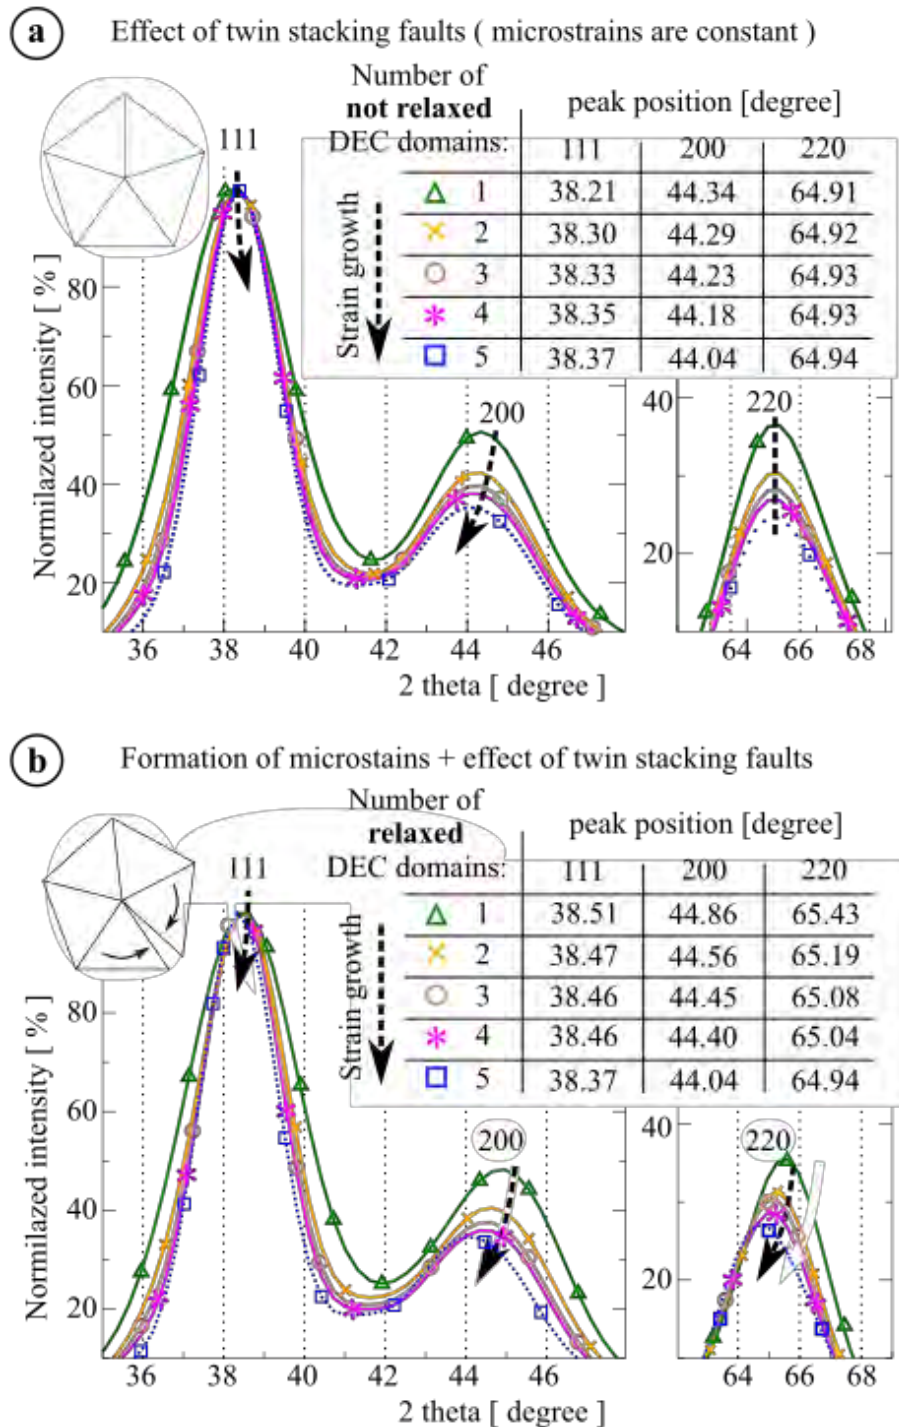 a Effect of twin stacking faults ( microstrains are constant )
Number of
not relaxed
DEC domains:
peak position [degree]
111 200 220
1 38.21 44.34 64.91
2 38.30 44.29 64.92
3 38.33 44.23 64.93
4 38.35 44.18 64.93
5 38.37 44.04 64.94
Strain growth
111
200
220
Normilazed intensity [ % ]
80
60
40
20
40
20
36 38 40 42 44 46 64 66 68
2 theta [ degree ]
b Formation of microstains + effect of twin stacking faults
Number of
relaxed
DEC domains:
peak position [degree]
111 200 220
1 38.51 44.86 65.43
2 38.47 44.56 65.19
3 38.46 44.45 65.08
4 38.46 44.40 65.04
5 38.37 44.04 64.94
Strain growth
111
200
220
Normilazed intensity [ % ]
80
60
40
20
40
20
36 38 40 42 44 46 64 66 68
2 theta [ degree ]